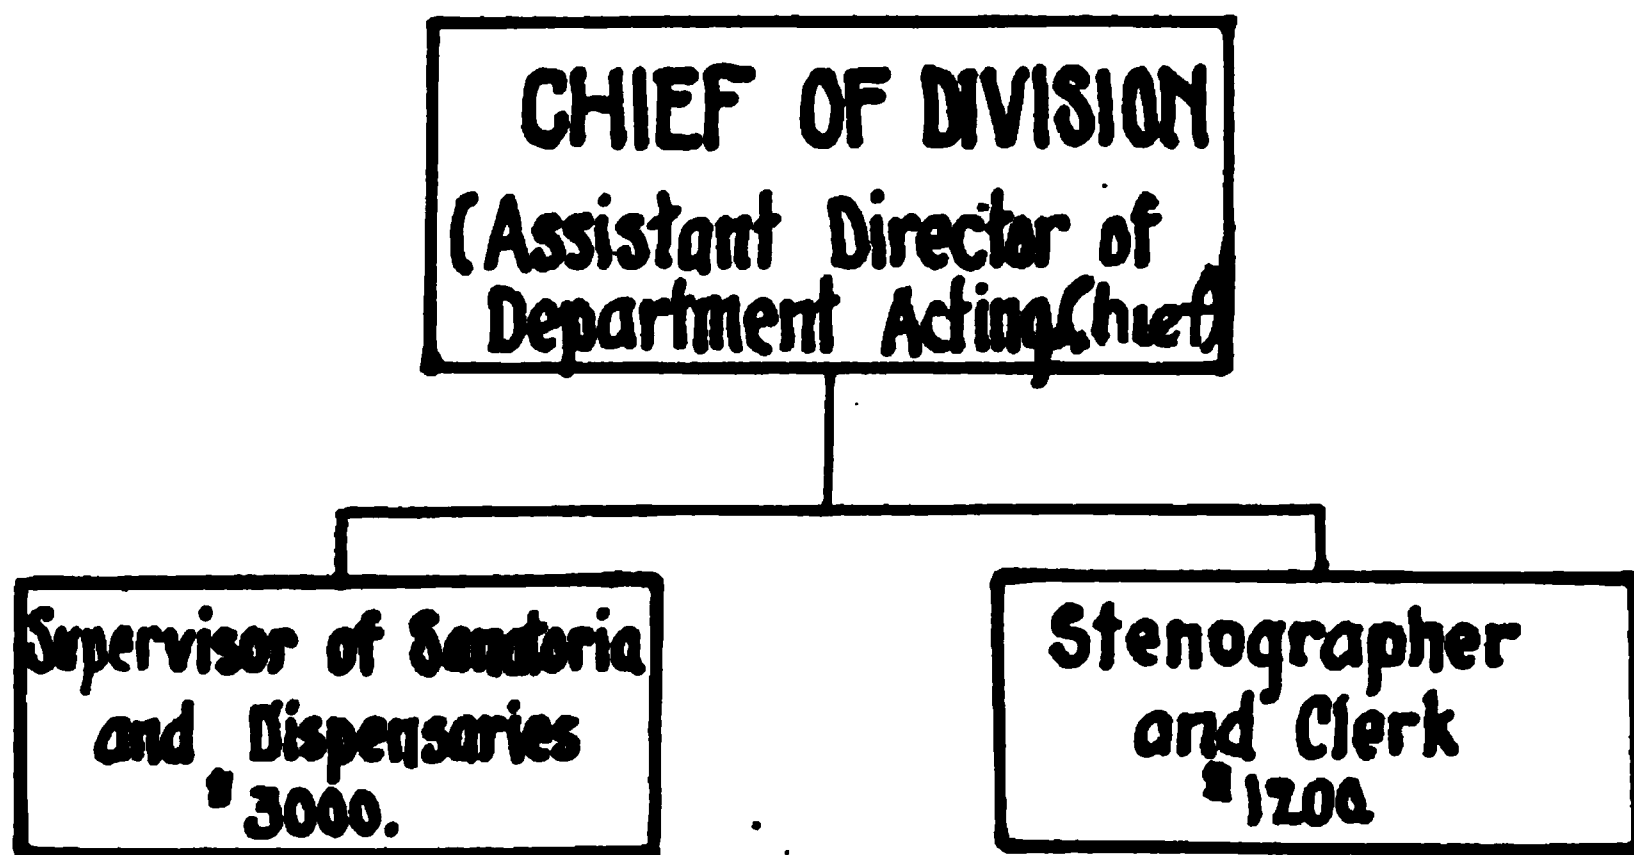 CHIEF OF DIVISION
(Assistant Director of
Department Acting Chief)
Supervisor of Sanatoria
and Dispensaries
$3000.
Stenographer
and Clerk
$1200